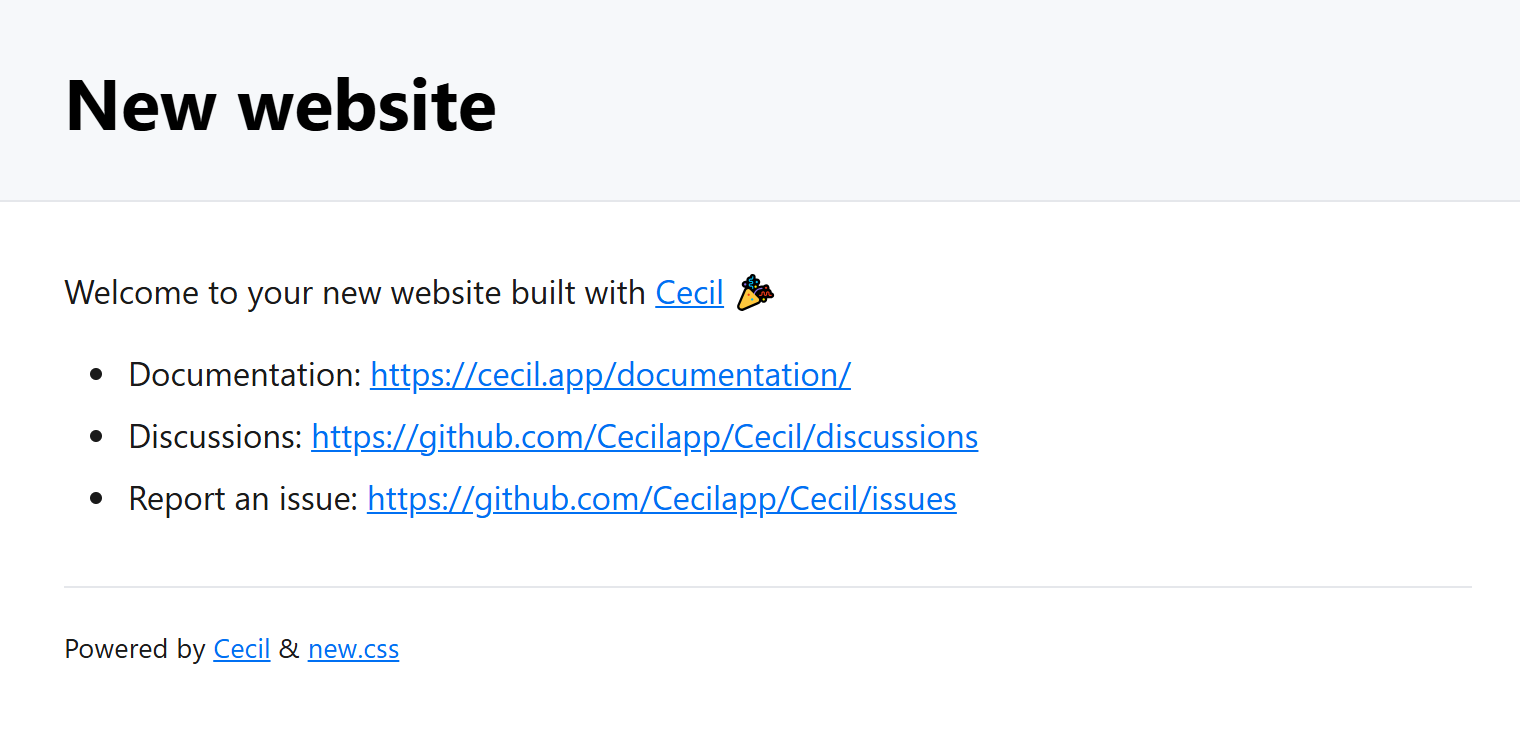 New website
Welcome to your new website built with Cecil 🎉
Documentation: https://cecil.app/documentation/
Discussions: https://github.com/Cecilapp/Cecil/discussions
Report an issue: https://github.com/Cecilapp/Cecil/issues
Powered by Cecil & new.css